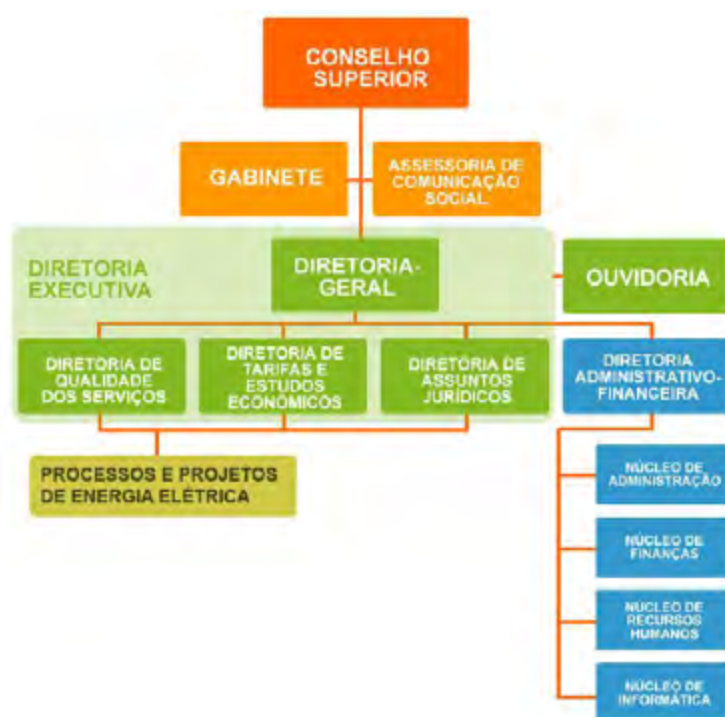 CONSELHO
SUPERIOR
GABINETE
ASSESSORIA DE
COMUNICAÇÃO
SOCIAL
DIRETORIA
EXECUTIVA
DIRETORIA-
GERAL
OUVIDORIA
DIRETORIA DE
QUALIDADE
DOS SERVIÇOS
DIRETORIA DE
TARIFAS E
ESTUDOS
ECONÔMICOS
DIRETORIA DE
ASSUNTOS
JURÍDICOS
DIRETORIA
ADMINISTRATIVO-
FINANCEIRA
PROCESSOS E PROJETOS
DE ENERGIA ELÉTRICA
NÚCLEO DE
ADMINISTRAÇÃO
NÚCLEO DE
FINANÇAS
NÚCLEO DE
RECURSOS
HUMANOS
NÚCLEO DE
INFORMÁTICA